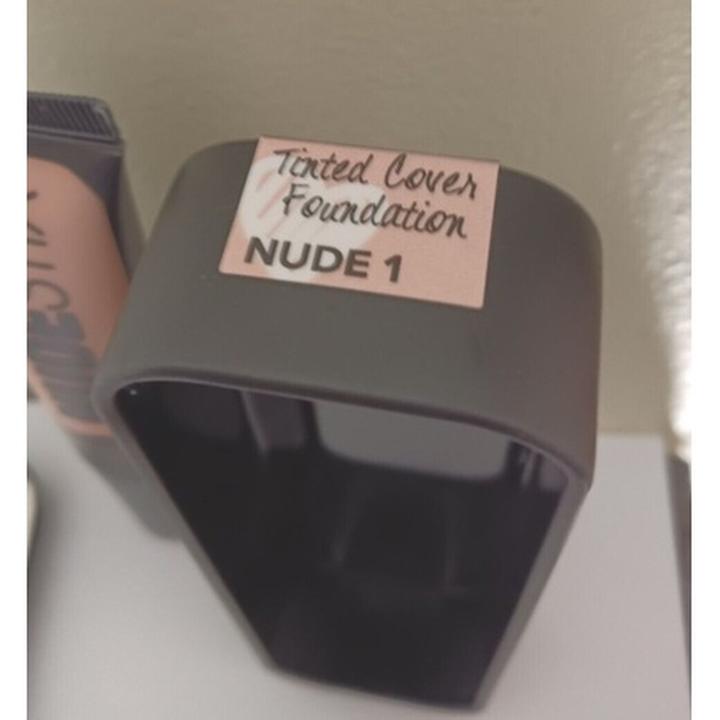 Tinted Cover
Foundation
NUDE 1